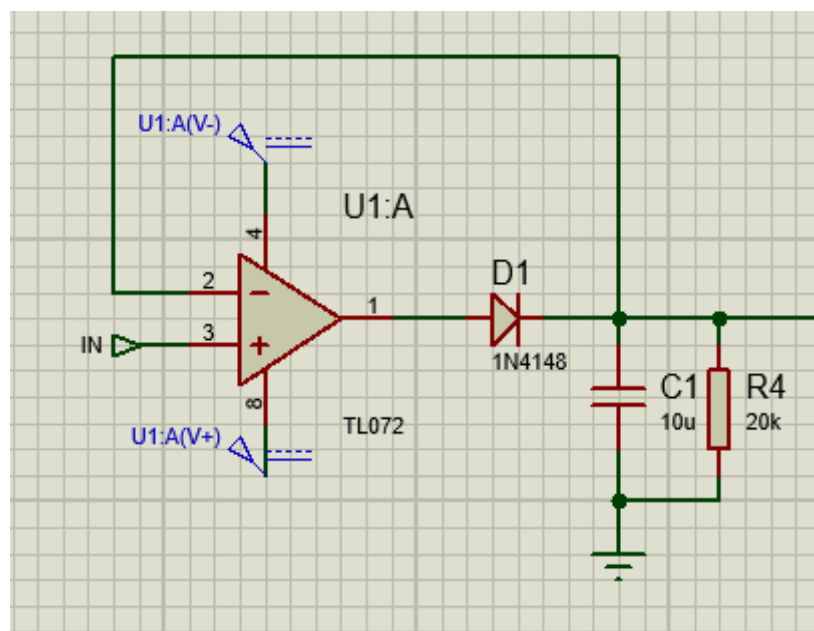 U1:A(V-)
U1:A
4
2
3
1
IN
8
U1:A(V+)
TL072
D1
1N4148
C1
10u
R4
20k